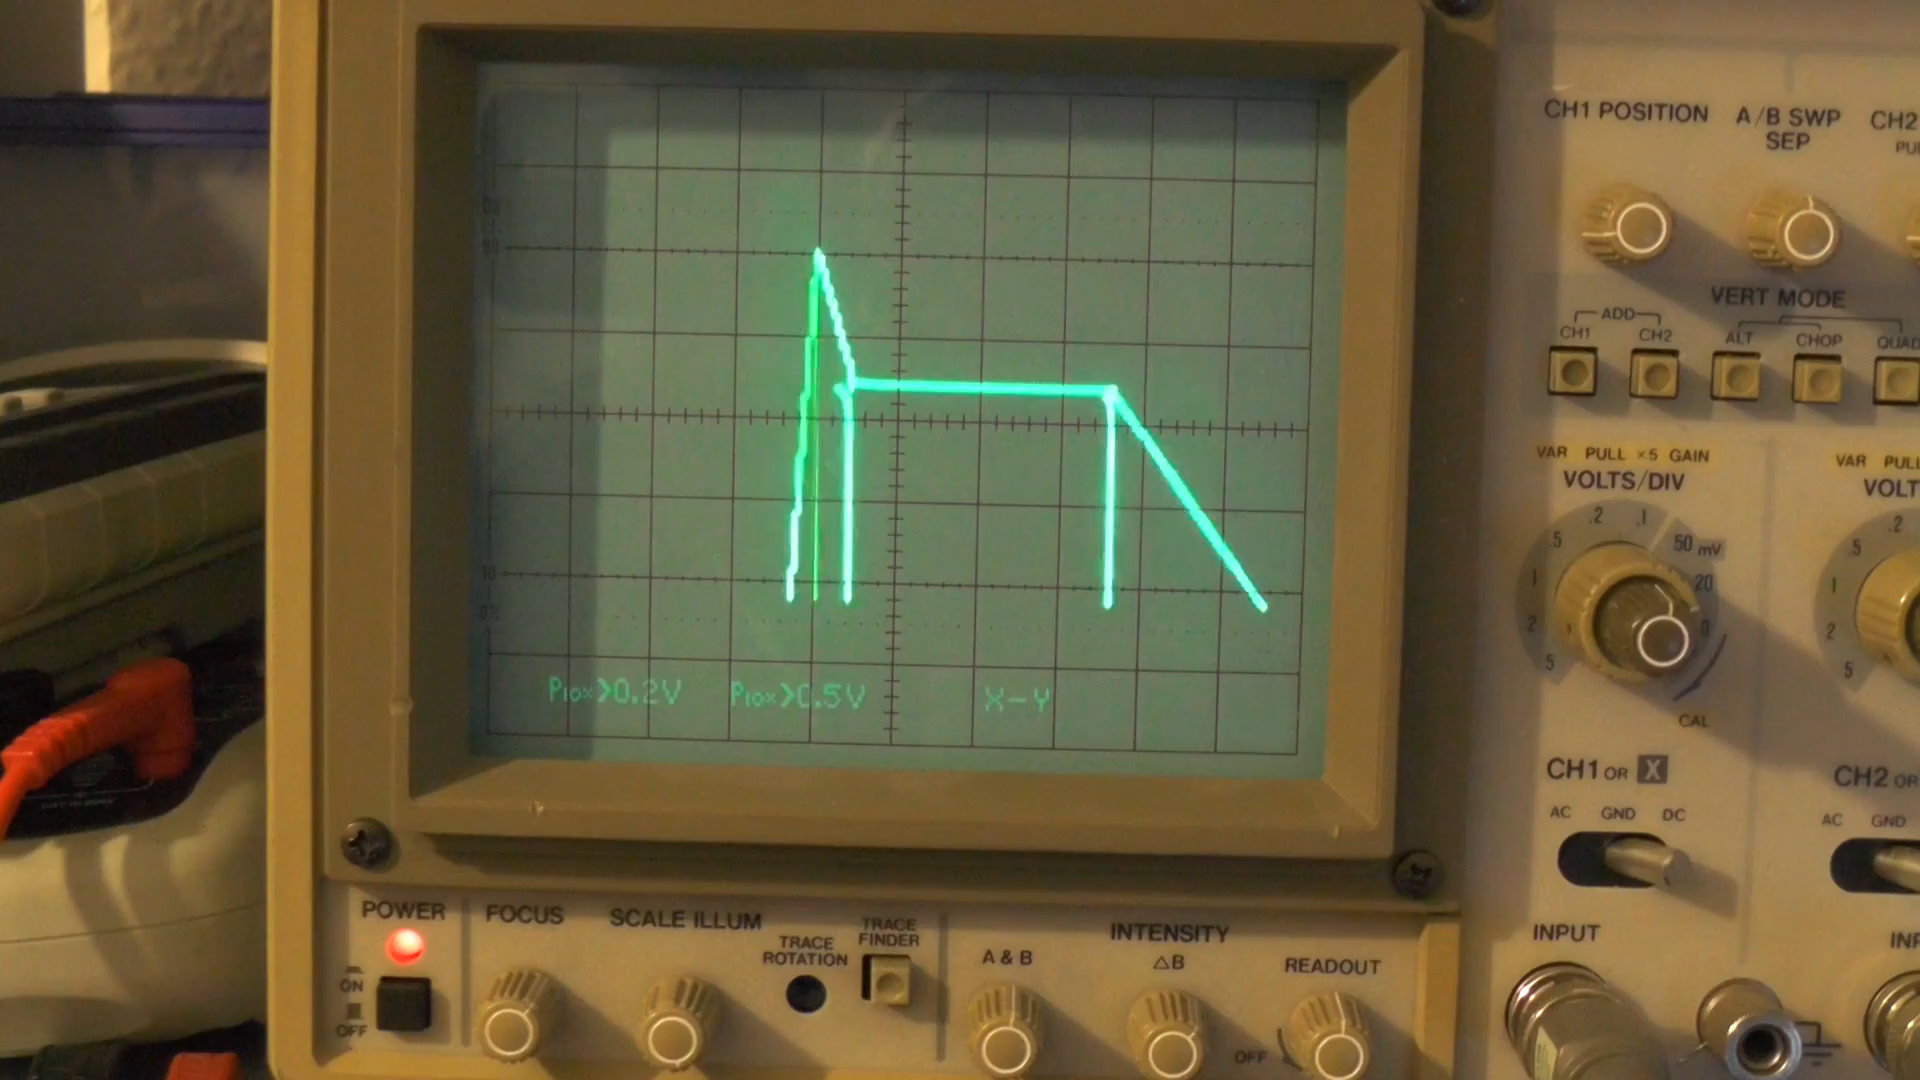 CH1 POSITION
A/B SWP
SEP
CH2
VERT MODE
ADD
CH1
CH2
ALT
CHOP
QUAD
90
10
0%
VAR PULL ×5 GAIN
VOLTS/DIV
.5 .2 .1 50 mV
1 20
2
5
CAL
VAR PULL
VOLT
.5 .2
1
2
5
P10x>0.2V P10x>0.5V X-Y
CH1 OR X
AC GND DC
CH2 OR
AC GND
INPUT
POWER
ON
OFF
FOCUS
SCALE ILLUM
TRACE
ROTATION
TRACE
FINDER
INTENSITY
A & B
△B
READOUT
OFF